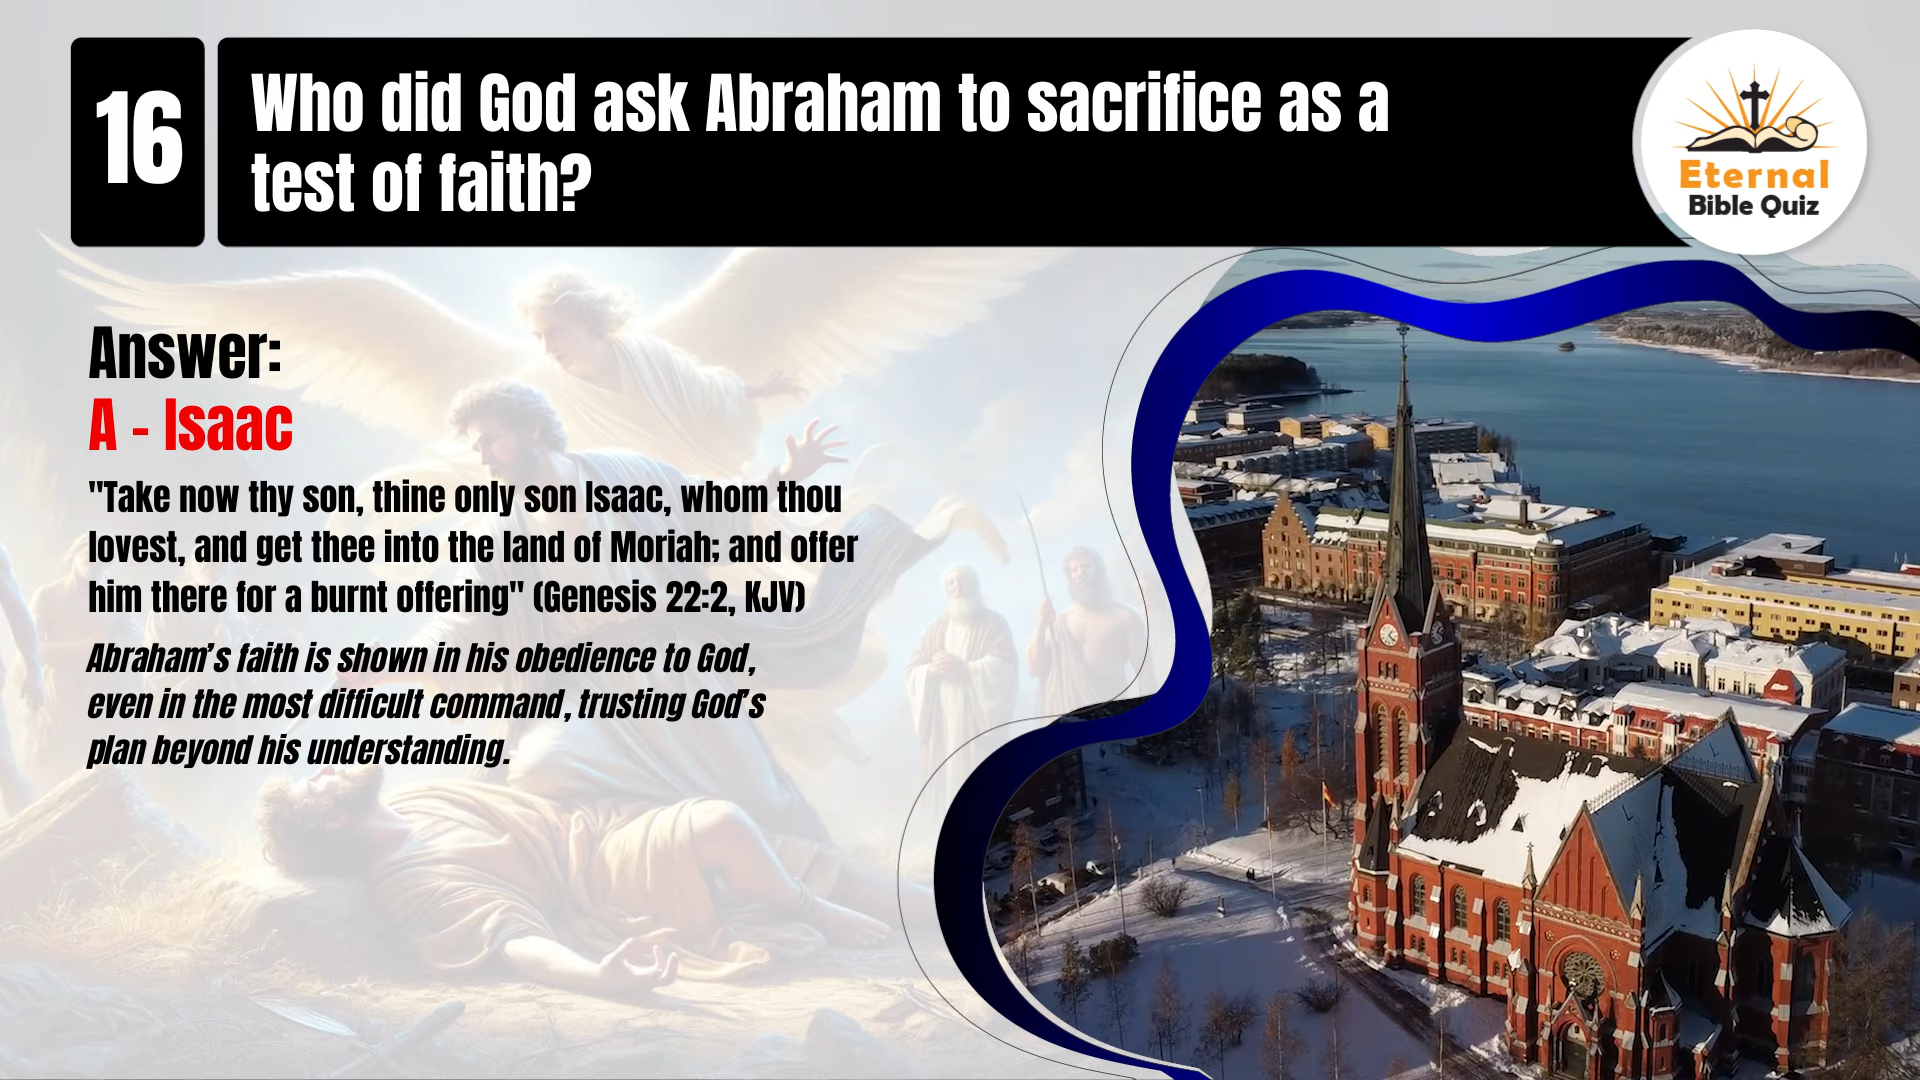 16
Who did God ask Abraham to sacrifice as a
test of faith?
Eternal
Bible Quiz
Answer:
A - Isaac
"Take now thy son, thine only son Isaac, whom thou
lovest, and get thee into the land of Moriah; and offer
him there for a burnt offering" (Genesis 22:2, KJV)
Abraham’s faith is shown in his obedience to God,
even in the most difficult command, trusting God’s
plan beyond his understanding.